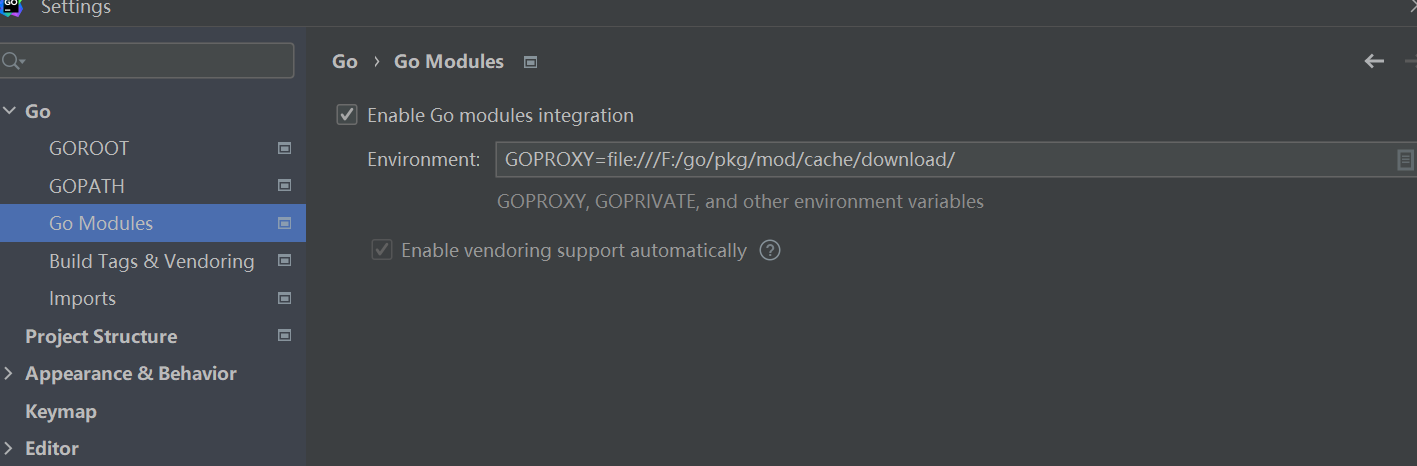 GO
Settings
Go › Go Modules
Enable Go modules integration
Environment: GOPROXY=file:///F:/go/pkg/mod/cache/download/
GOPROXY, GOPRIVATE, and other environment variables
Enable vendoring support automatically ?
Go
GOROOT
GOPATH
Go Modules
Build Tags & Vendoring
Imports
Project Structure
Appearance & Behavior
Keymap
Editor